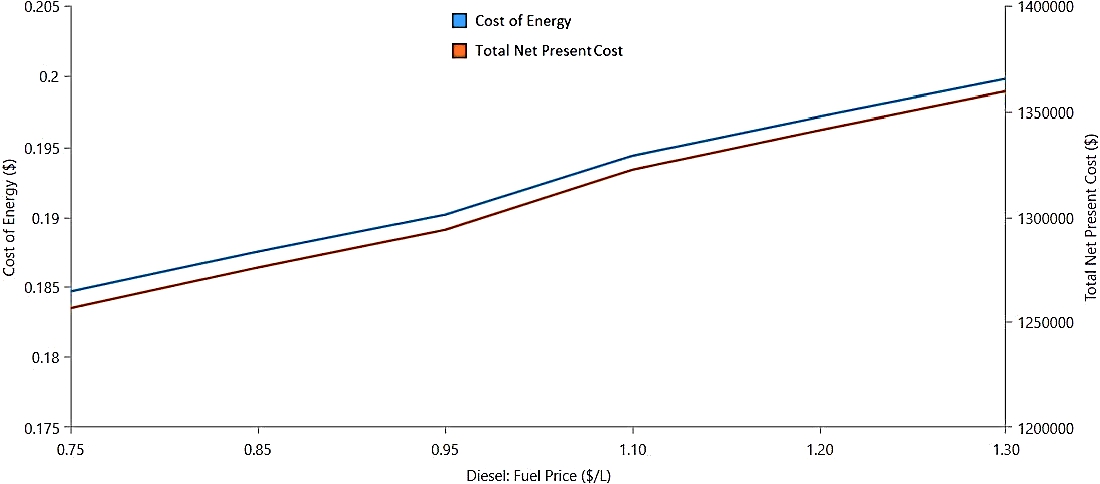 Cost of Energy
Total Net Present Cost
0.205
0.2
0.195
0.19
0.185
0.18
0.175
Cost of Energy ($)
1400000
1350000
1300000
1250000
1200000
Total Net Present Cost ($)
0.75 0.85 0.95 1.10 1.20 1.30
Diesel: Fuel Price ($/L)